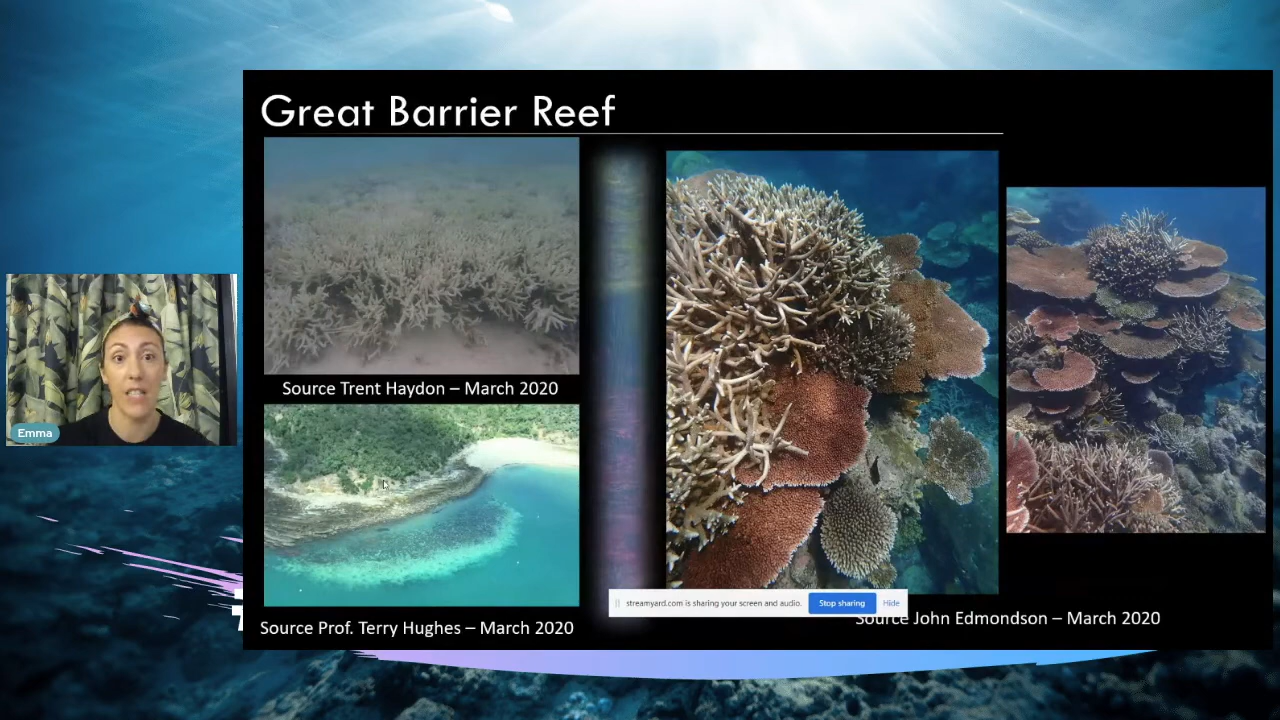 Great Barrier Reef
Source Trent Haydon – March 2020
Source Prof. Terry Hughes – March 2020
Source John Edmondson – March 2020
streamyard.com is sharing your screen and audio.
Stop sharing
Hide
Emma